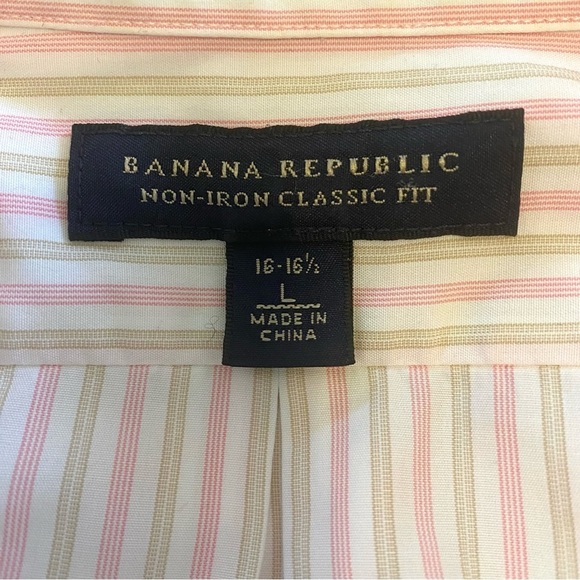 BANANA REPUBLIC
NON-IRON CLASSIC FIT
16-16½
L
MADE IN
CHINA